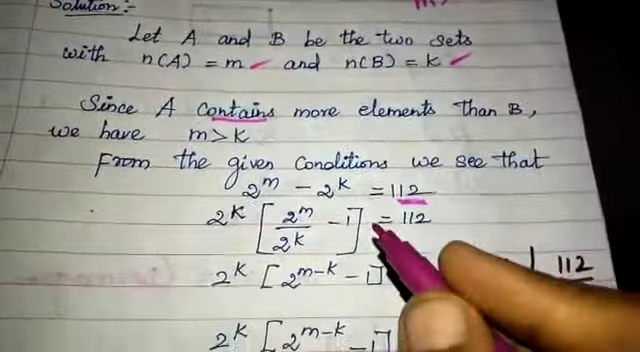 Solution:-
Let A and B be the two sets
with n(A) = m ✓ and n(B) = k ✓
Since A contains more elements than B,
we have m>k
From the given conditions we see that
2^m - 2^k = 112
2^k [2^m/2^k - 1] = 112
2^k [2^{m-k} - 1]
112
2^k [2^{m-k} - 1]